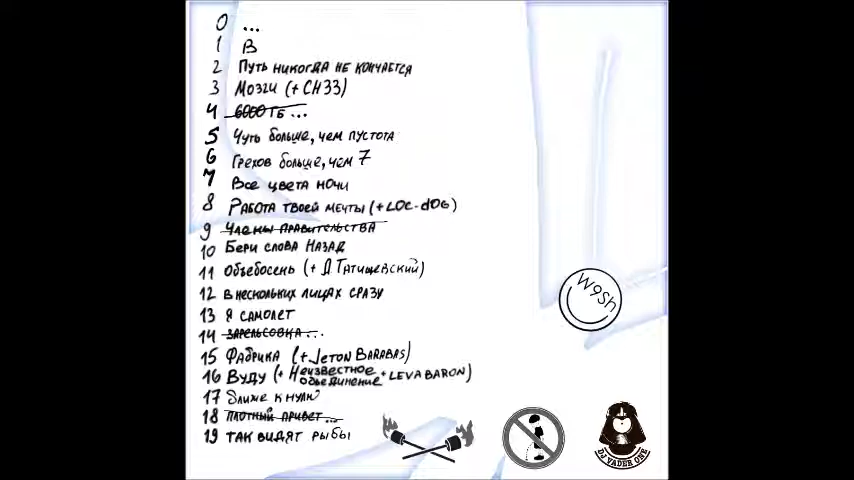 0 ...
1 В
2 Путь никогда не кончается
3 Мозги (+ СН33)
4 6000 ГБ ...
5 Чуть больше, чем пустота
6 Грехов больше, чем 7
7 Все цвета ночи
8 Работа твоей мечты (+ LOC-dOG)
9 Члены правительства
10 Бери слова назад
11 Объебосень (+ Д. Татищевский)
12 в нескольких лицах сразу
13 Я самолет
14 Зарельсовка ...
15 Фабрика (+ Jeton Barabas)
16 Вуду (+ Неизвестное объединение + LEVA BARON)
17 Ближе к нулю
18 Плотный привет ...
19 Так видят рыбы
W9Sh
DJ VADER ONE